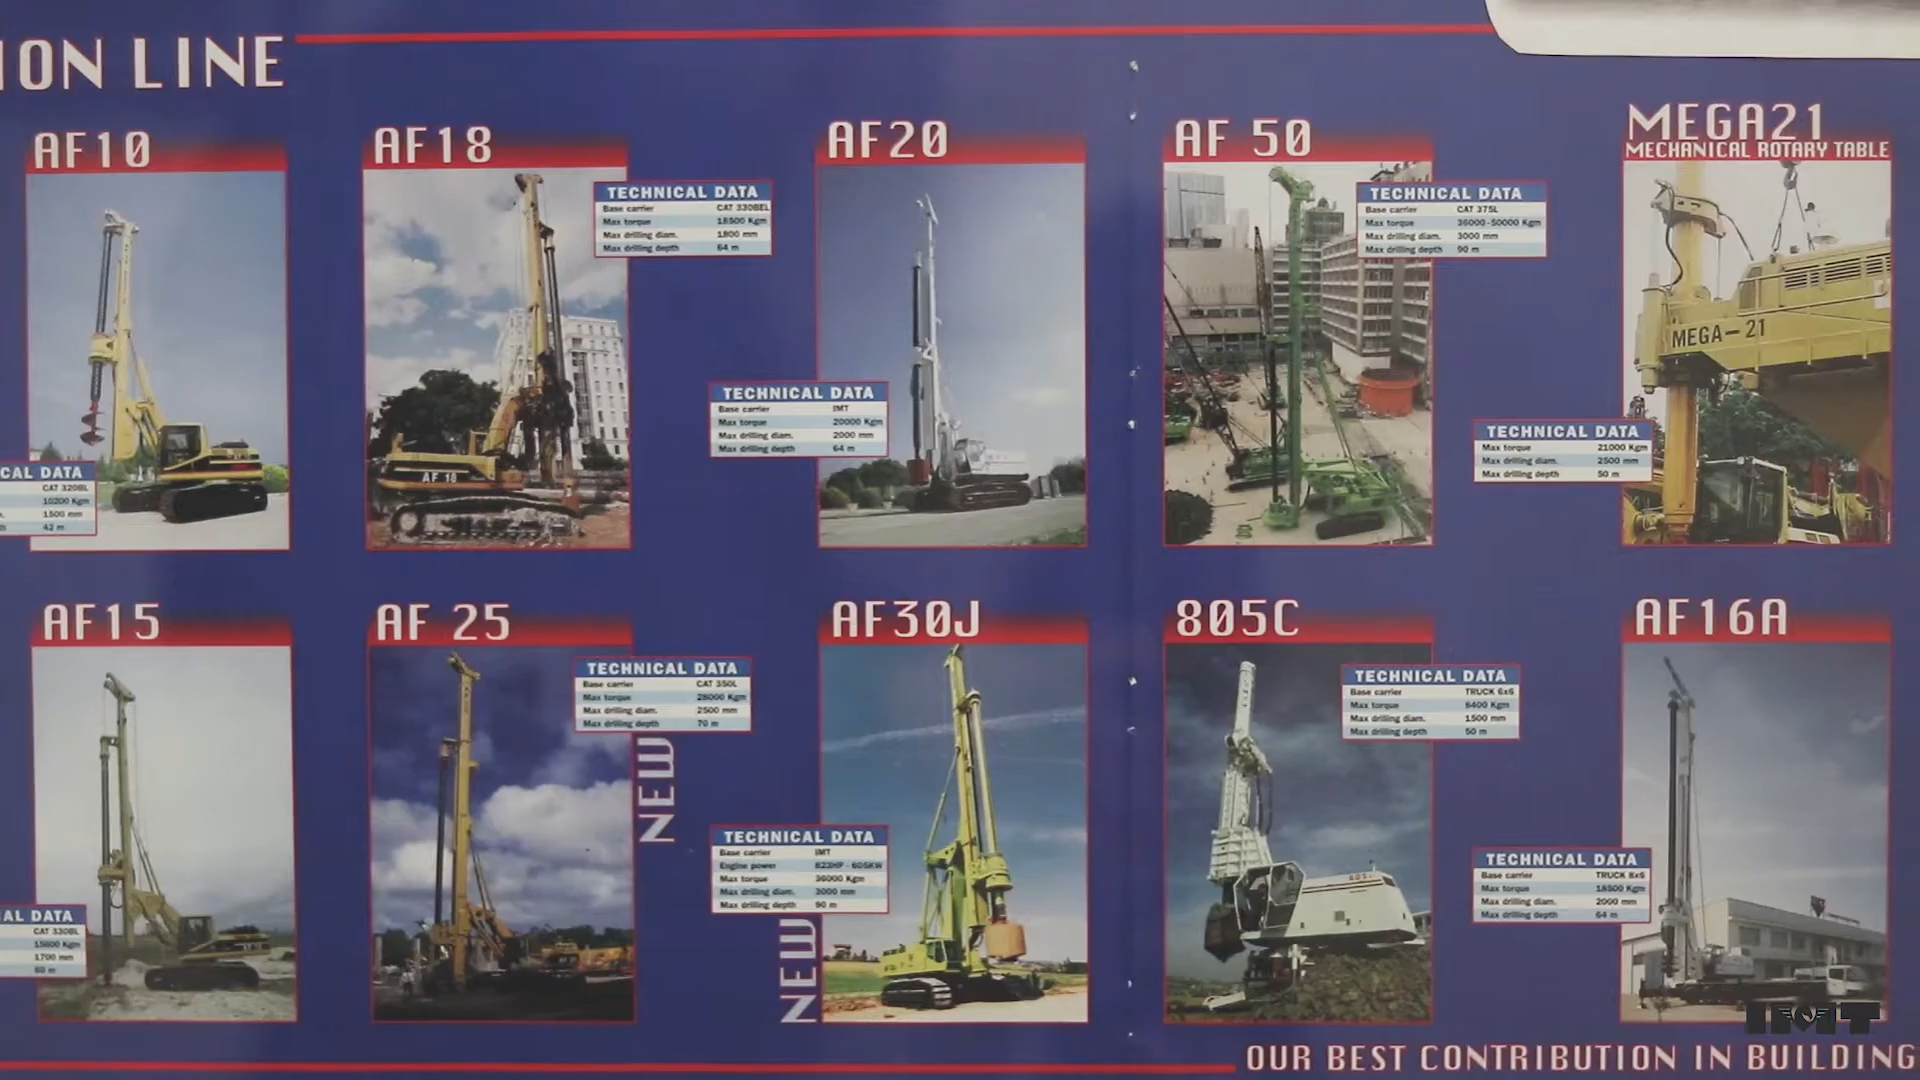 ION LINE
AF10
CAL DATA
CAT 320BL
10200 Kgm
1500 mm
42 m
AF18
TECHNICAL DATA
Base carrier CAT 330BEL
Max torque 18500 Kgm
Max drilling diam. 1800 mm
Max drilling depth 64 m
AF20
TECHNICAL DATA
Base carrier IMT
Max torque 20000 Kgm
Max drilling diam. 2000 mm
Max drilling depth 64 m
AF 50
TECHNICAL DATA
Base carrier CAT 375L
Max torque 36000-50000 Kgm
Max drilling diam. 3000 mm
Max drilling depth 90 m
MEGA21
MECHANICAL ROTARY TABLE
MEGA-21
TECHNICAL DATA
Max torque 21000 Kgm
Max drilling diam. 2500 mm
Max drilling depth 50 m
AF 18
AF15
AL DATA
CAT 330BL
15600 Kgm
1700 mm
60 m
AF 25
TECHNICAL DATA
Base carrier CAT 350L
Max torque 28000 Kgm
Max drilling diam. 2500 mm
Max drilling depth 70 m
NEW
AF30J
TECHNICAL DATA
Base carrier IMT
Engine power 823HP - 605KW
Max torque 36000 Kgm
Max drilling diam. 3000 mm
Max drilling depth 90 m
NEW
805C
TECHNICAL DATA
Base carrier TRUCK 6x6
Max torque 6400 Kgm
Max drilling diam. 1500 mm
Max drilling depth 50 m
AF16A
TECHNICAL DATA
Base carrier TRUCK 8x6
Max torque 18500 Kgm
Max drilling diam. 2000 mm
Max drilling depth 64 m
IMT
OUR BEST CONTRIBUTION IN BUILDING